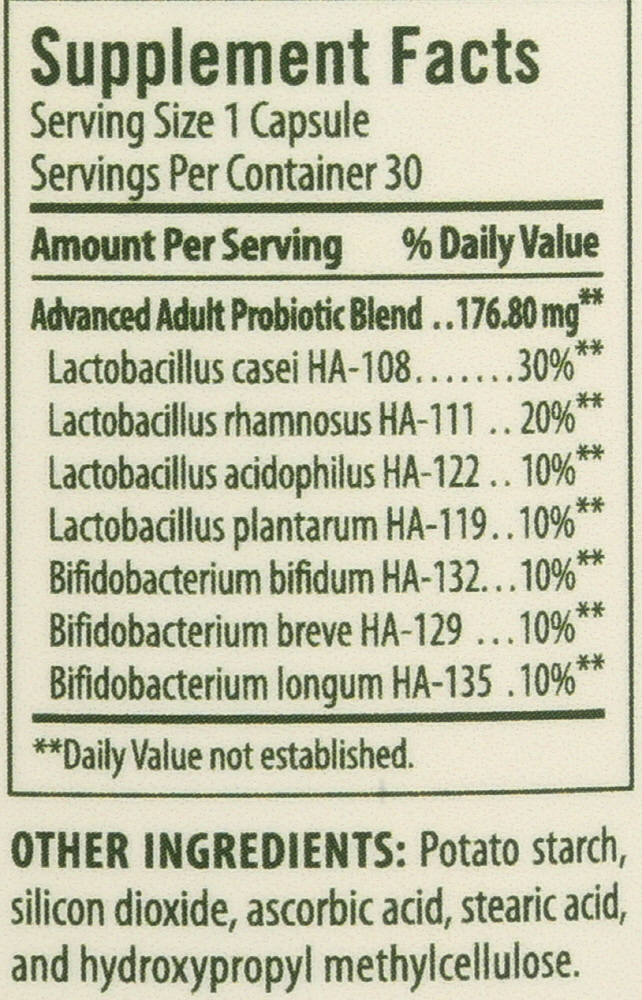 Supplement Facts
Serving Size 1 Capsule
Servings Per Container 30
Amount Per Serving % Daily Value
Advanced Adult Probiotic Blend ..176.80 mg**
Lactobacillus casei HA-108.......30%**
Lactobacillus rhamnosus HA-111 .. 20%**
Lactobacillus acidophilus HA-122 .. 10%**
Lactobacillus plantarum HA-119..10%**
Bifidobacterium bifidum HA-132...10%**
Bifidobacterium breve HA-129 ...10%**
Bifidobacterium longum HA-135 .10%**
**Daily Value not established.
OTHER INGREDIENTS: Potato starch,
silicon dioxide, ascorbic acid, stearic acid,
and hydroxypropyl methylcellulose.